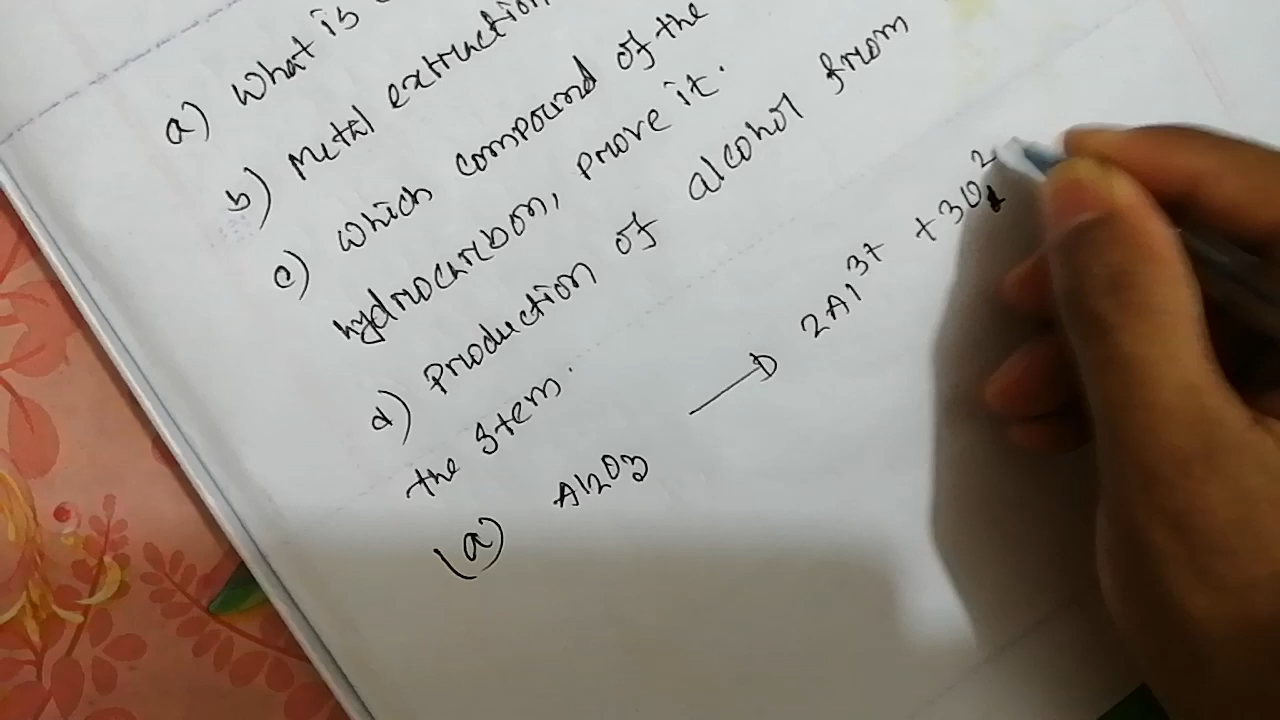 a) What is
b) Metal extraction
c) Which compound of the
hydrocarbon, prove it.
d) Production of alcohol from
the stem.
(a) Al2O3 → 2Al3+ + 3O2